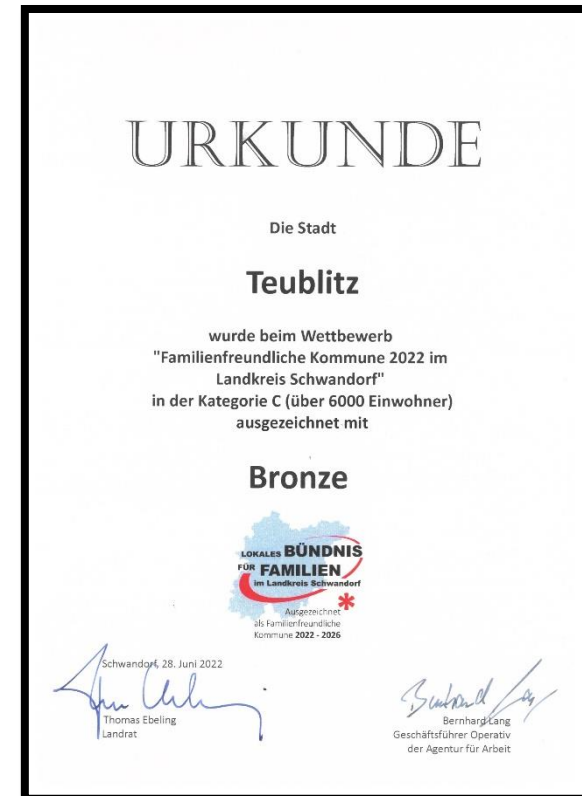 URKUNDE
Die Stadt
Teublitz
wurde beim Wettbewerb
"Familienfreundliche Kommune 2022 im
Landkreis Schwandorf"
in der Kategorie C (über 6000 Einwohner)
ausgezeichnet mit
Bronze
LOKALES BÜNDNIS
FÜR FAMILIEN
im Landkreis Schwandorf
Ausgezeichnet
als Familienfreundliche
Kommune 2022 - 2026
Schwandorf, 28. Juni 2022
Thomas Ebeling
Landrat
Bernhard Lang
Bernhard Lang
Geschäftsführer Operativ
der Agentur für Arbeit